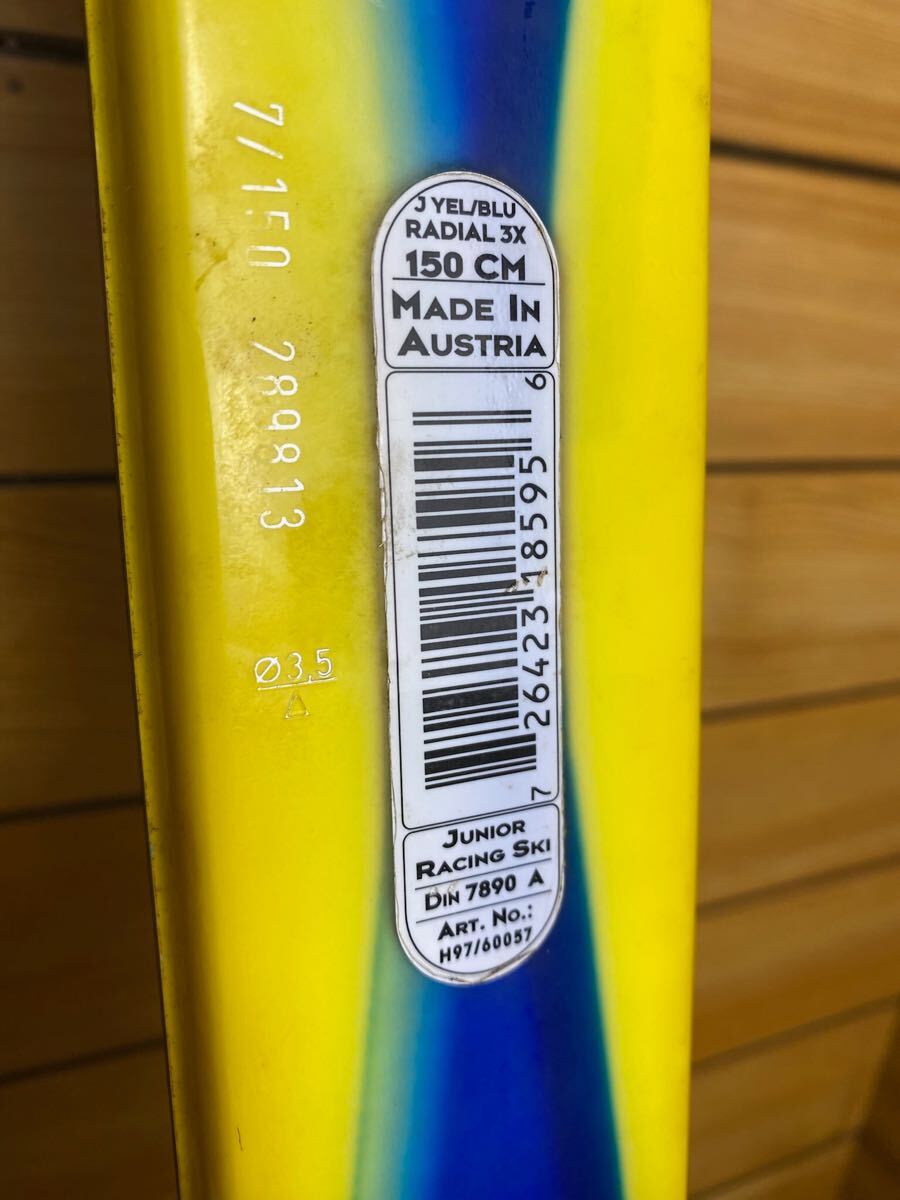 7/150 289813
Ø3,5
J YEL/BLU
RADIAL 3X
150 CM
MADE IN
AUSTRIA
7 26423 18595 6
JUNIOR
RACING SKI
DIN 7890 A
ART. NO.:
H97/60057